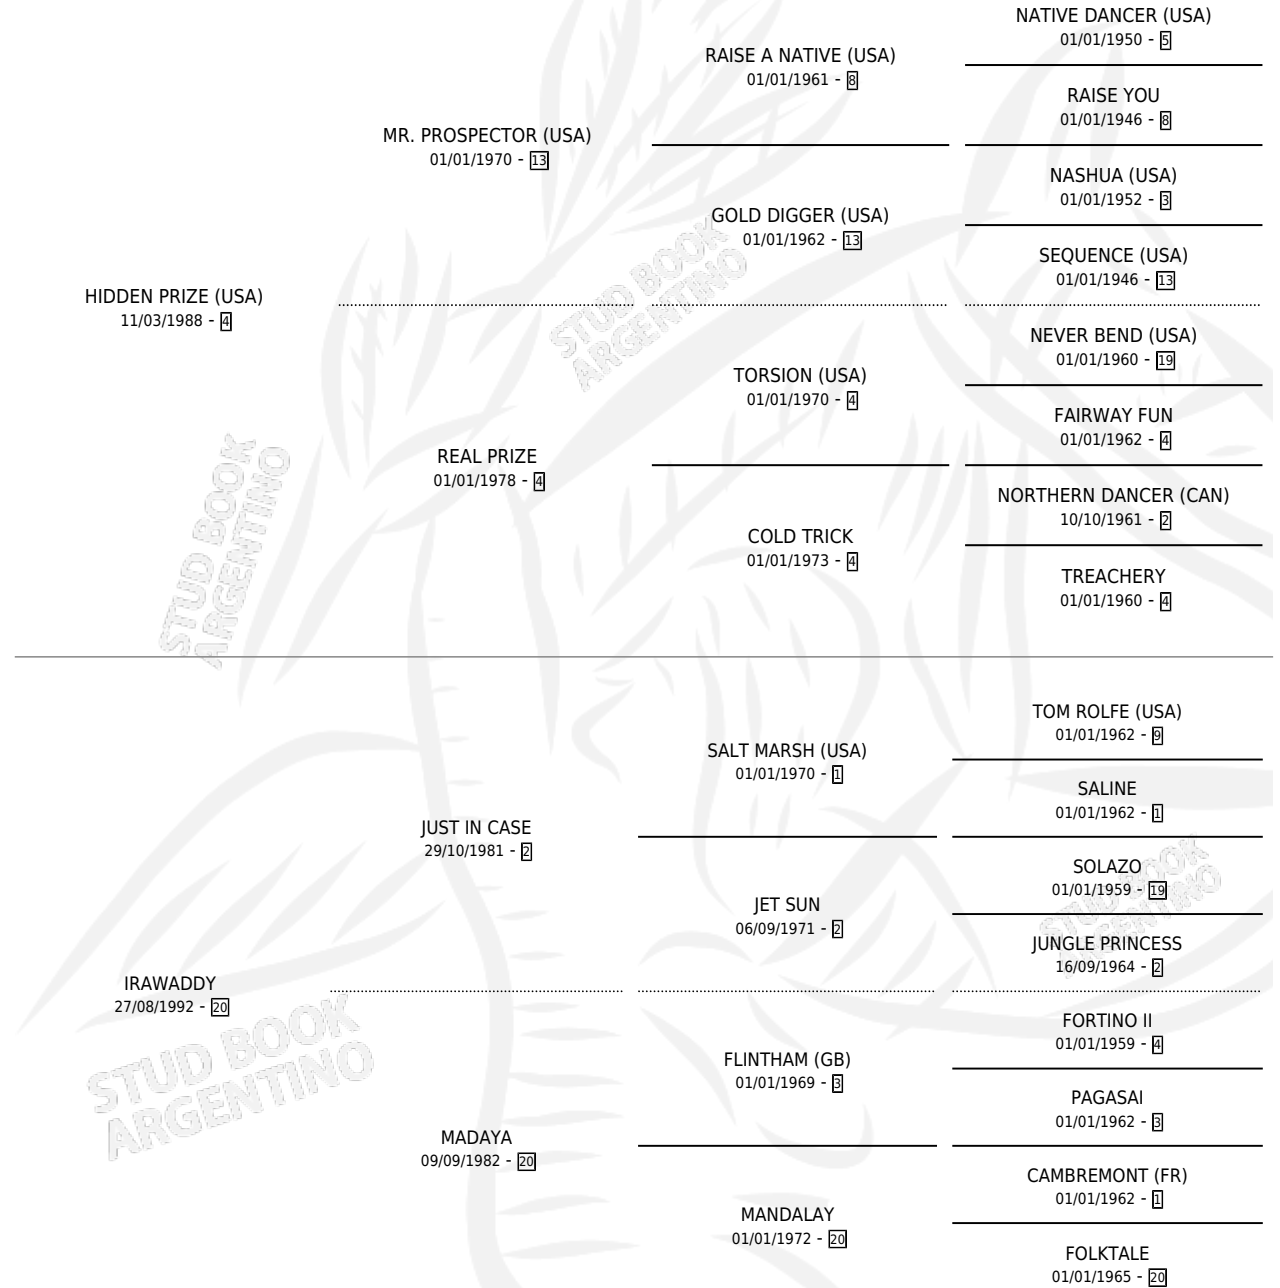 NATIVE DANCER (USA)
01/01/1950 - 5
RAISE A NATIVE (USA)
01/01/1961 - 8
RAISE YOU
01/01/1946 - 8
MR. PROSPECTOR (USA)
01/01/1970 - 13
NASHUA (USA)
01/01/1952 - 3
GOLD DIGGER (USA)
01/01/1962 - 13
SEQUENCE (USA)
01/01/1946 - 13
HIDDEN PRIZE (USA)
11/03/1988 - 4
STUD BOOK
ARGENTINO
NEVER BEND (USA)
01/01/1960 - 19
TORSION (USA)
01/01/1970 - 4
FAIRWAY FUN
01/01/1962 - 4
REAL PRIZE
01/01/1978 - 4
NORTHERN DANCER (CAN)
10/10/1961 - 2
COLD TRICK
01/01/1973 - 4
TREACHERY
01/01/1960 - 4
STUD BOOK
ARGENTINO
TOM ROLFE (USA)
01/01/1962 - 9
SALT MARSH (USA)
01/01/1970 - 1
SALINE
01/01/1962 - 1
JUST IN CASE
29/10/1981 - 2
SOLAZO
01/01/1959 - 19
JET SUN
06/09/1971 - 2
STUD BOOK
ARGENTINO
JUNGLE PRINCESS
16/09/1964 - 2
IRAWADDY
27/08/1992 - 20
FORTINO II
01/01/1959 - 4
FLINTHAM (GB)
01/01/1969 - 3
STUD BOOK
ARGENTINO
PAGASAI
01/01/1962 - 3
MADAYA
09/09/1982 - 20
CAMBREMONT (FR)
01/01/1962 - 1
MANDALAY
01/01/1972 - 20
FOLKTALE
01/01/1965 - 20